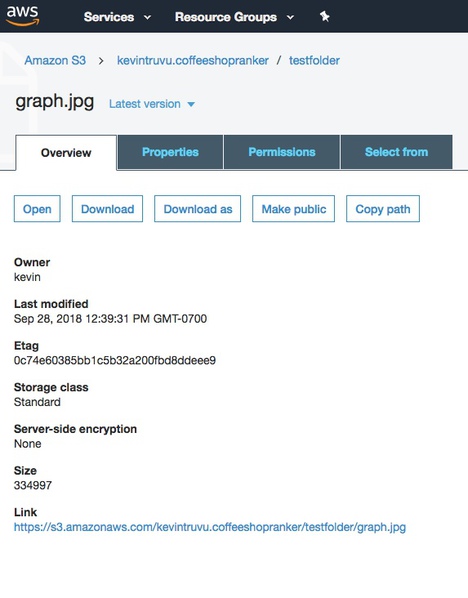 aws
Services Resource Groups
Amazon S3 > kevintruvu.coffeeshopranker / testfolder
graph.jpg Latest version
Overview Properties Permissions Select from
Open Download Download as Make public Copy path
Owner
kevin
Last modified
Sep 28, 2018 12:39:31 PM GMT-0700
Etag
0c74e60385bb1c5b32a200fbd8ddeee9
Storage class
Standard
Server-side encryption
None
Size
334997
Link
https://s3.amazonaws.com/kevintruvu.coffeeshopranker/testfolder/graph.jpg